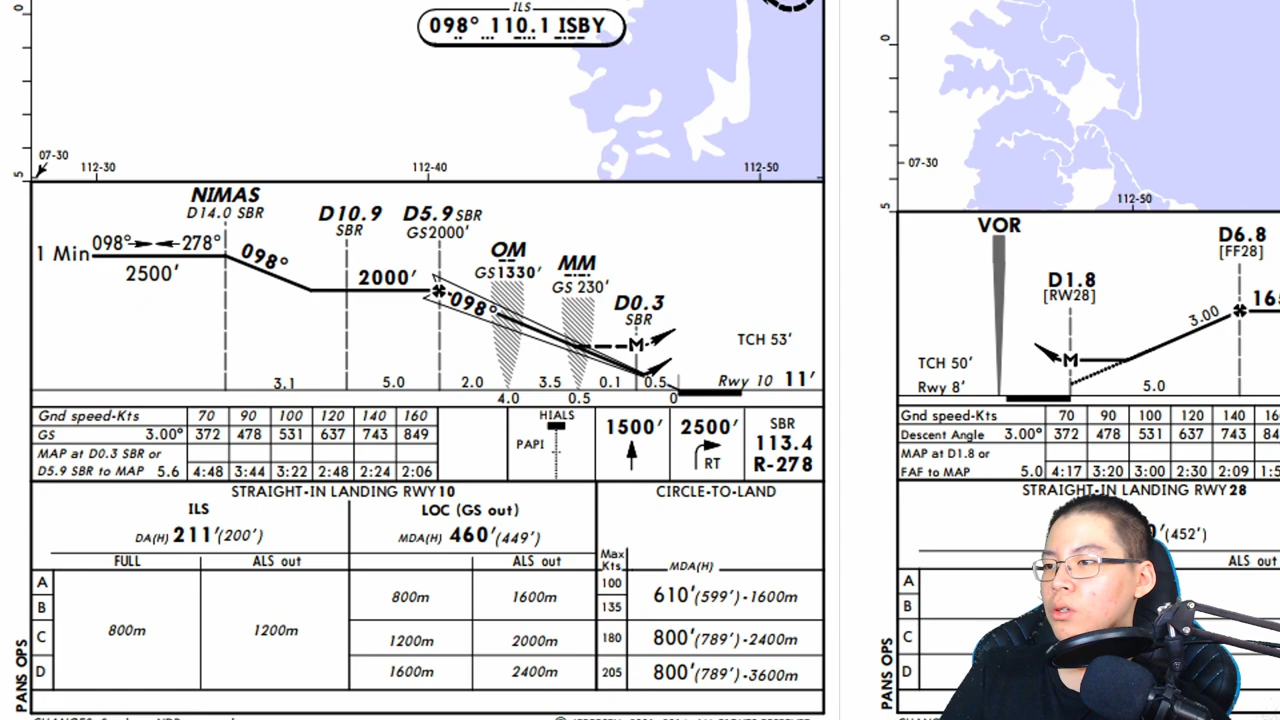 ILS
098° 110.1 ISBY
0
5
07-30
112-30
112-40
112-50
NIMAS
D14.0 SBR
D10.9
SBR
D5.9 SBR
GS2000'
OM
GS1330'
MM
GS 230'
D0.3
SBR
1 Min
098°
278°
2500'
098°
2000'
098°
M
TCH 53'
3.1
5.0
2.0
3.5
0.1
0.5
Rwy 10 11'
4.0
0.5
0
Gnd speed-Kts 70 90 100 120 140 160
GS 3.00° 372 478 531 637 743 849
MAP at D0.3 SBR or
D5.9 SBR to MAP 5.6 4:48 3:44 3:22 2:48 2:24 2:06
HIALS
PAPI
1500'
2500'
RT
SBR
113.4
R-278
STRAIGHT-IN LANDING RWY 10
CIRCLE-TO-LAND
ILS
LOC (GS out)
DA(H) 211'(200')
MDA(H) 460'(449')
FULL
ALS out
ALS out
Max
Kts
MDA(H)
A
B
C
D
800m
1200m
800m
1600m
1200m
2000m
1600m
2400m
100
135
180
205
610'(599')-1600m
800'(789')-2400m
800'(789')-3600m
PANS OPS
0
5
07-30
112-50
VOR
D6.8
[FF28]
D1.8
[RW28]
3.00
M
TCH 50'
Rwy 8'
5.0
Gnd speed-Kts 70 90 100 120 140
Descent Angle 3.00° 372 478 531 637 743
MAP at D1.8 or
FAF to MAP 5.0 4:17 3:20 3:00 2:30 2:09
STRAIGHT-IN LANDING RWY 28
(452')
ALS out
A
B
C
D
PANS OPS